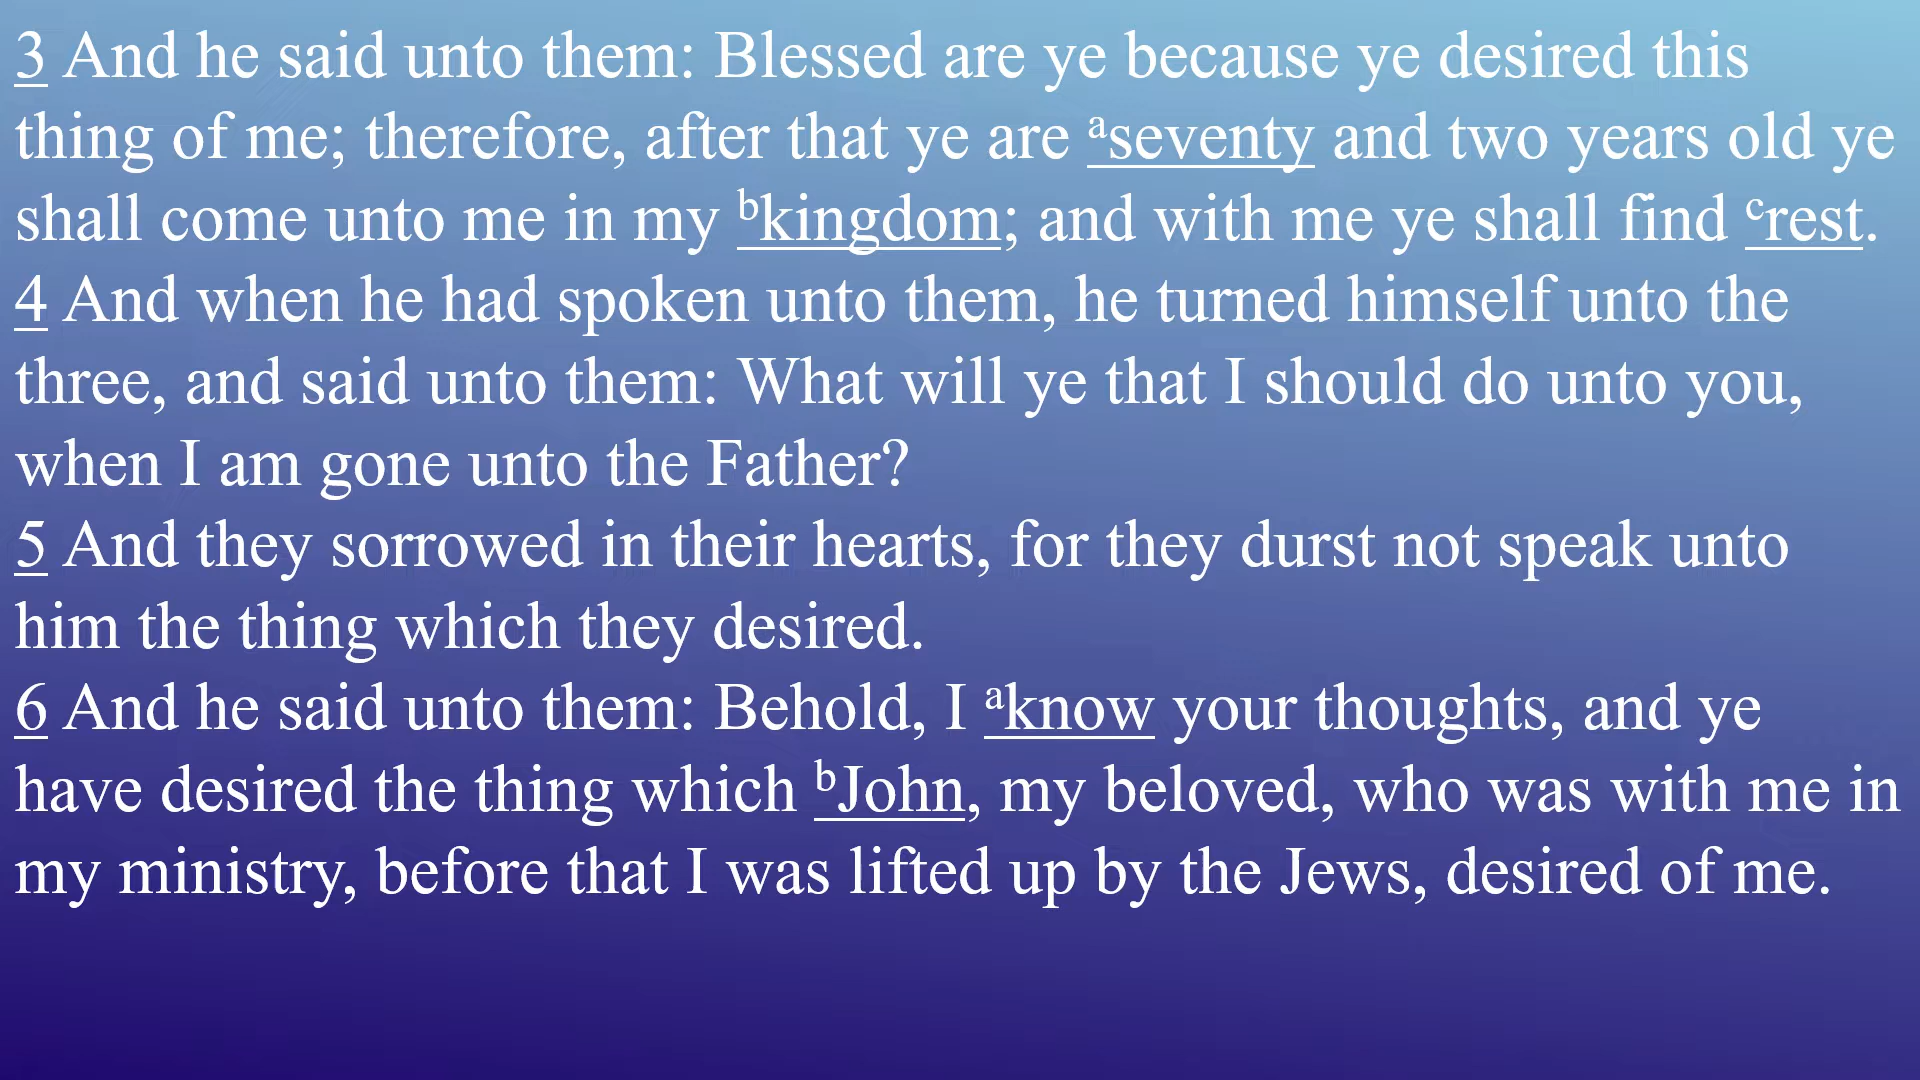 3 And he said unto them: Blessed are ye because ye desired this
thing of me; therefore, after that ye are aseventy and two years old ye
shall come unto me in my bkingdom; and with me ye shall find crest.
4 And when he had spoken unto them, he turned himself unto the
three, and said unto them: What will ye that I should do unto you,
when I am gone unto the Father?
5 And they sorrowed in their hearts, for they durst not speak unto
him the thing which they desired.
6 And he said unto them: Behold, I aknow your thoughts, and ye
have desired the thing which bJohn, my beloved, who was with me in
my ministry, before that I was lifted up by the Jews, desired of me.